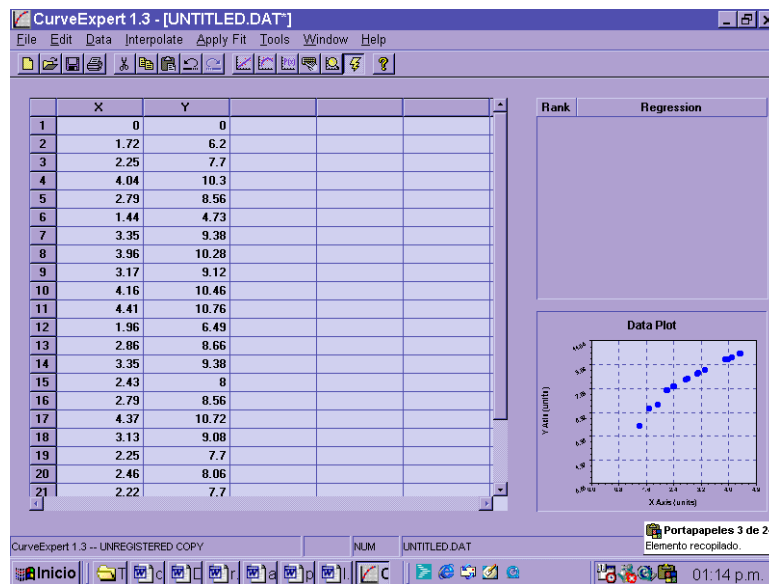 CurveExpert 1.3 - [UNTITLED.DAT*]
File Edit Data Interpolate Apply Fit Tools Window Help
X Y
1 0 0
2 1.72 6.2
3 2.25 7.7
4 4.04 10.3
5 2.79 8.56
6 1.44 4.73
7 3.35 9.38
8 3.96 10.28
9 3.17 9.12
10 4.16 10.46
11 4.41 10.76
12 1.96 6.49
13 2.86 8.66
14 3.35 9.38
15 2.43 8
16 2.79 8.56
17 4.37 10.72
18 3.13 9.08
19 2.25 7.7
20 2.46 8.06
21 2.22 7.7
Rank Regression
Data Plot
Y Axis (units)
X Axis (units)
Portapapeles 3 de 2
Elemento recopilado.
CurveExpert 1.3 -- UNREGISTERED COPY NUM UNTITLED.DAT
Inicio 01:14 p.m.